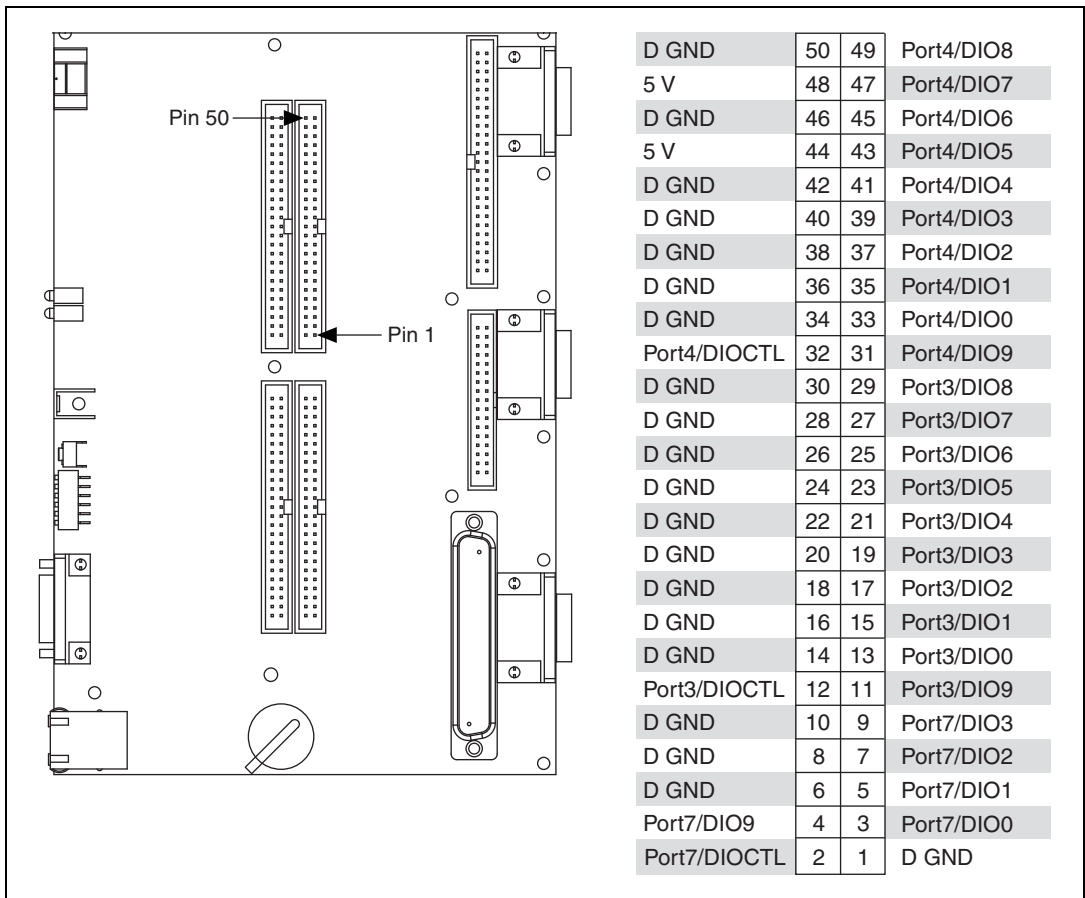 Pin 50
Pin 1
D GND 50 49 Port4/DIO8
5 V 48 47 Port4/DIO7
D GND 46 45 Port4/DIO6
5 V 44 43 Port4/DIO5
D GND 42 41 Port4/DIO4
D GND 40 39 Port4/DIO3
D GND 38 37 Port4/DIO2
D GND 36 35 Port4/DIO1
D GND 34 33 Port4/DIO0
Port4/DIOCTL 32 31 Port4/DIO9
D GND 30 29 Port3/DIO8
D GND 28 27 Port3/DIO7
D GND 26 25 Port3/DIO6
D GND 24 23 Port3/DIO5
D GND 22 21 Port3/DIO4
D GND 20 19 Port3/DIO3
D GND 18 17 Port3/DIO2
D GND 16 15 Port3/DIO1
D GND 14 13 Port3/DIO0
Port3/DIOCTL 12 11 Port3/DIO9
D GND 10 9 Port7/DIO3
D GND 8 7 Port7/DIO2
D GND 6 5 Port7/DIO1
Port7/DIO9 4 3 Port7/DIO0
Port7/DIOCTL 2 1 D GND